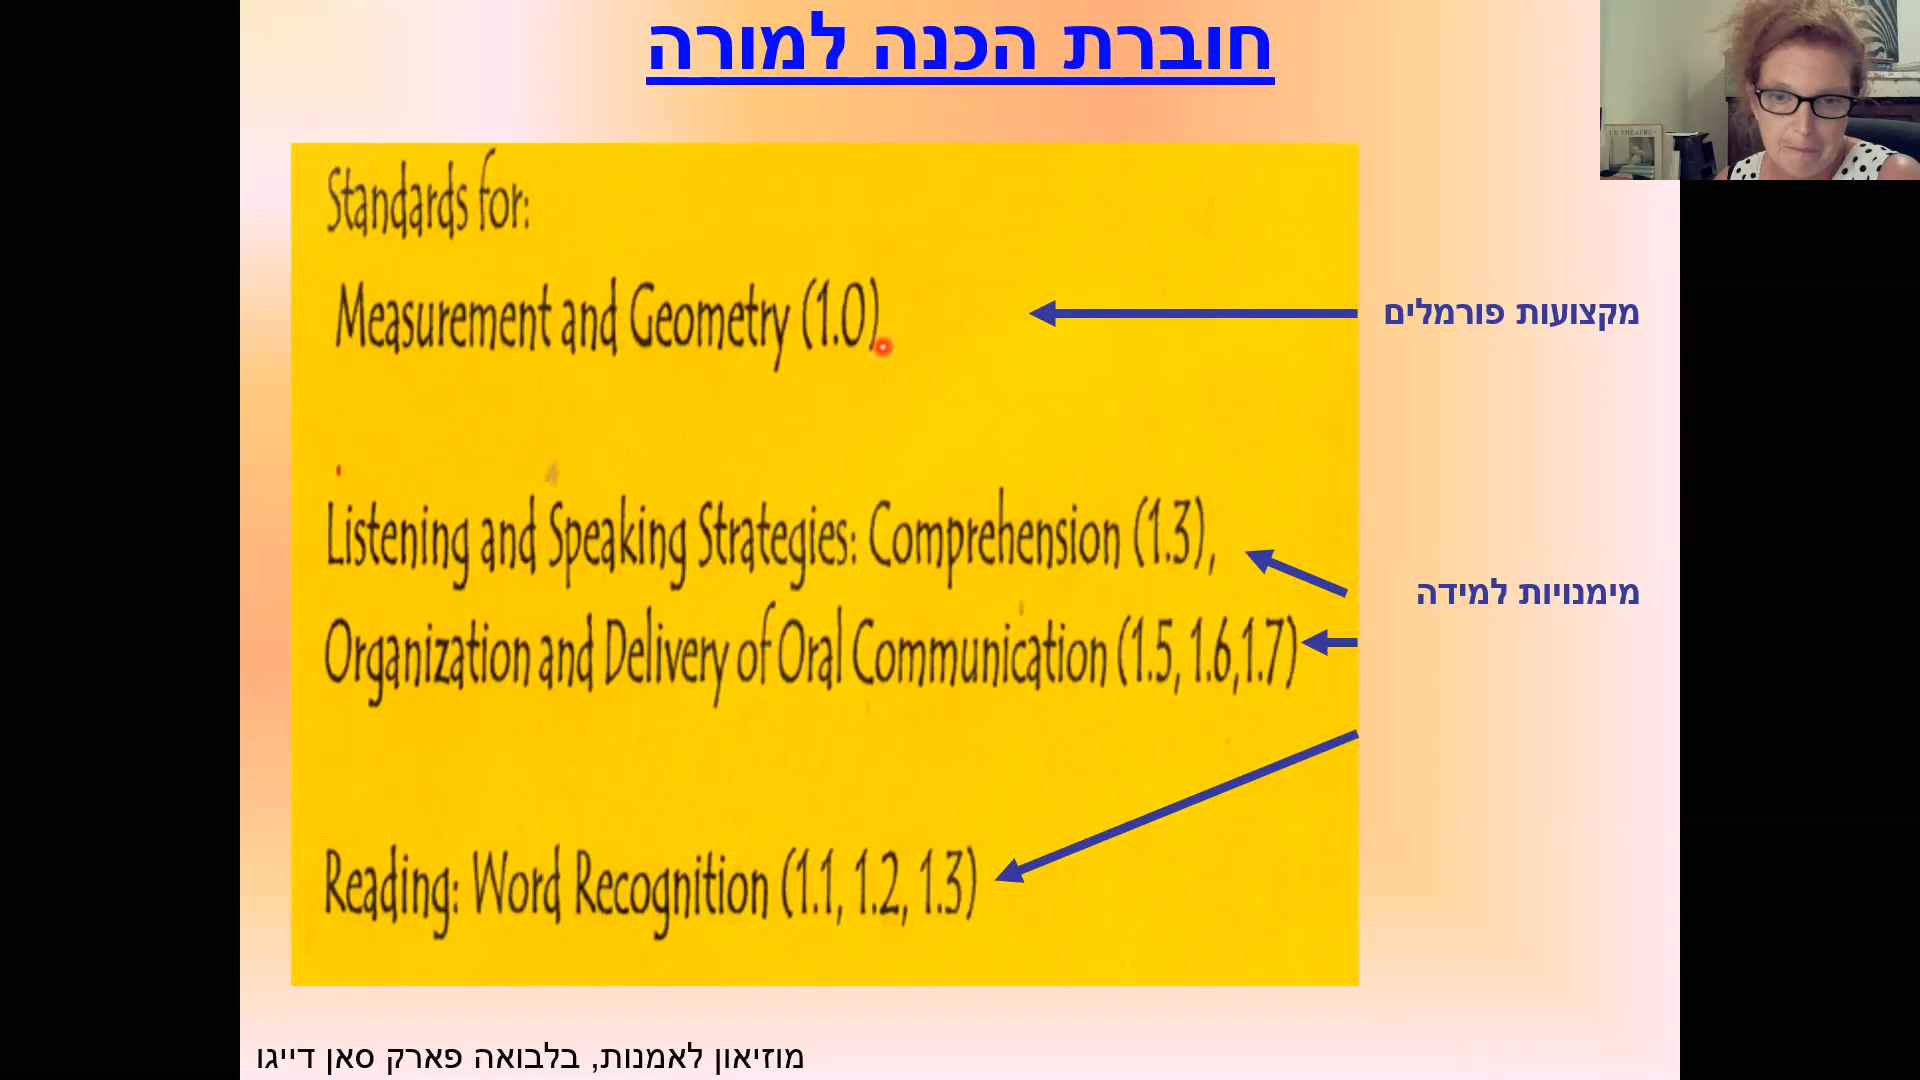 חוברת הכנה למורה
LE THÉATRE
Standards for:
Measurement and Geometry (1.0)
מקצועות פורמלים
Listening and Speaking Strategies: Comprehension (1.3),
מימנויות למידה
Organization and Delivery of Oral Communication (1.5, 1.6,1.7)
Reading: Word Recognition (1.1, 1.2, 1.3)
מוזיאון לאמנות, בלבואה פארק סאן דייגו